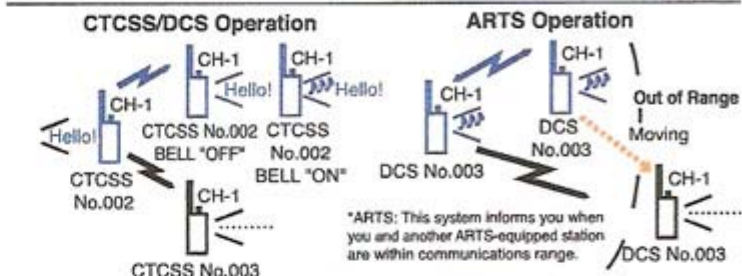 CTCSS/DCS Operation
CH-1
Hello!
CTCSS No.002
BELL "OFF"
CH-1
Hello!
CTCSS
No.002
BELL "ON"
CH-1
Hello!
CTCSS
No.002
CH-1
CTCSS No.003
ARTS Operation
CH-1
DCS
No.003
CH-1
DCS No.003
Out of Range
Moving
CH-1
DCS No.003
*ARTS: This system informs you when
you and another ARTS-equipped station
are within communications range.